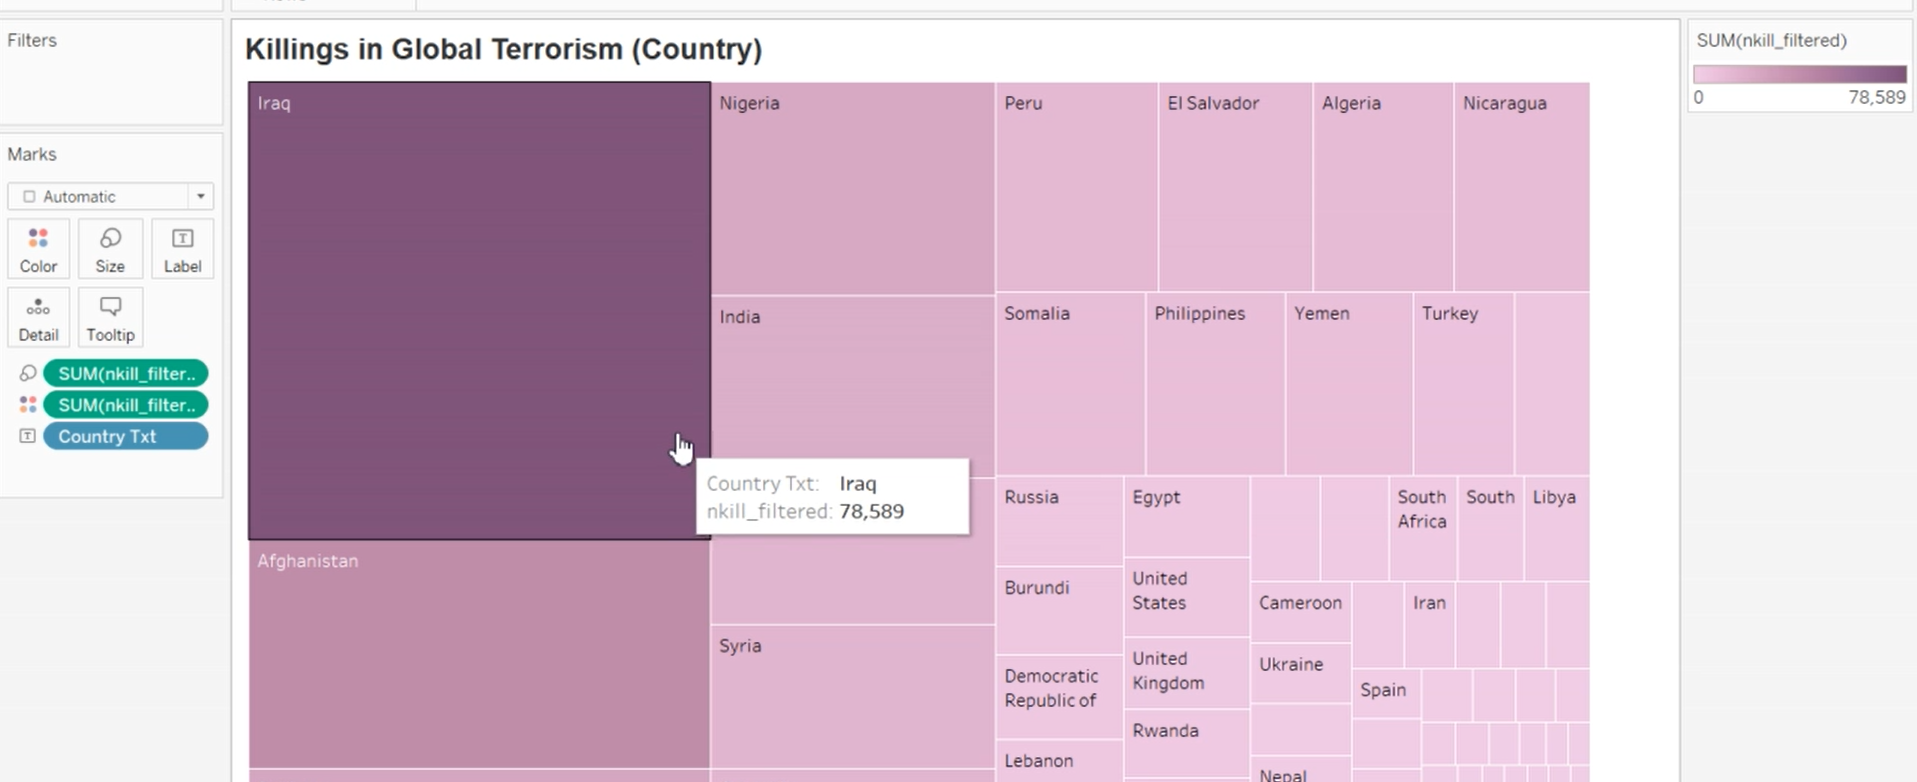 Filters
Marks
Automatic
Color
Size
Label
Detail
Tooltip
SUM(nkill_filter..
SUM(nkill_filter..
Country Txt
Killings in Global Terrorism (Country)
Iraq
Afghanistan
Nigeria
India
Syria
Country Txt: Iraq
nkill_filtered: 78,589
Peru
El Salvador
Algeria
Nicaragua
Somalia
Philippines
Yemen
Turkey
Russia
Burundi
Democratic
Republic of
Lebanon
Egypt
United
States
United
Kingdom
Rwanda
South
Africa
South
Libya
Cameroon
Iran
Ukraine
Spain
Nepal
SUM(nkill_filtered)
0
78,589